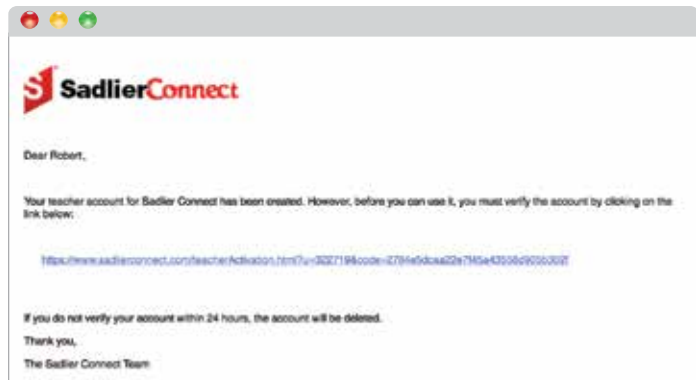 SadlierConnect
Dear Robert,
Your teacher account for Sadlier Connect has been created. However, before you can use it, you must verify the account by clicking on the
link below:
If you do not verify your account within 24 hours, the account will be deleted.
Thank you,
The Sadlier Connect Team